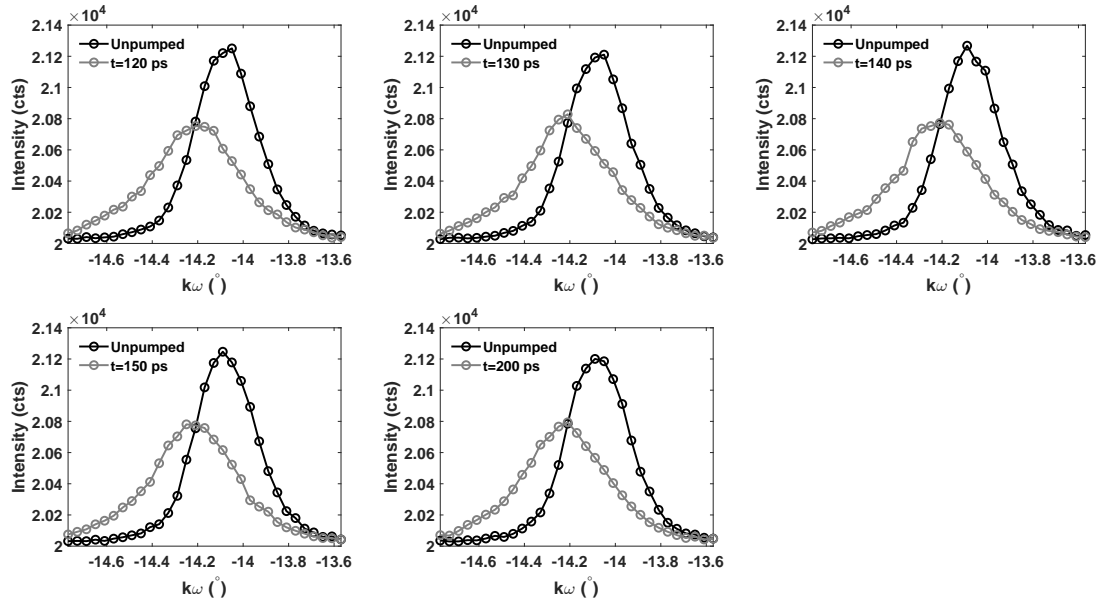 ×10⁴
2.14
2.12
2.1
2.08
2.06
2.04
2.02
2
Intensity (cts)
Unpumped
t=120 ps
-14.6 -14.4 -14.2 -14 -13.8 -13.6
kω (°)
×10⁴
2.14
2.12
2.1
2.08
2.06
2.04
2.02
2
Intensity (cts)
Unpumped
t=130 ps
-14.6 -14.4 -14.2 -14 -13.8 -13.6
kω (°)
×10⁴
2.14
2.12
2.1
2.08
2.06
2.04
2.02
2
Intensity (cts)
Unpumped
t=140 ps
-14.6 -14.4 -14.2 -14 -13.8 -13.6
kω (°)
×10⁴
2.14
2.12
2.1
2.08
2.06
2.04
2.02
2
Intensity (cts)
Unpumped
t=150 ps
-14.6 -14.4 -14.2 -14 -13.8 -13.6
kω (°)
×10⁴
2.14
2.12
2.1
2.08
2.06
2.04
2.02
2
Intensity (cts)
Unpumped
t=200 ps
-14.6 -14.4 -14.2 -14 -13.8 -13.6
kω (°)